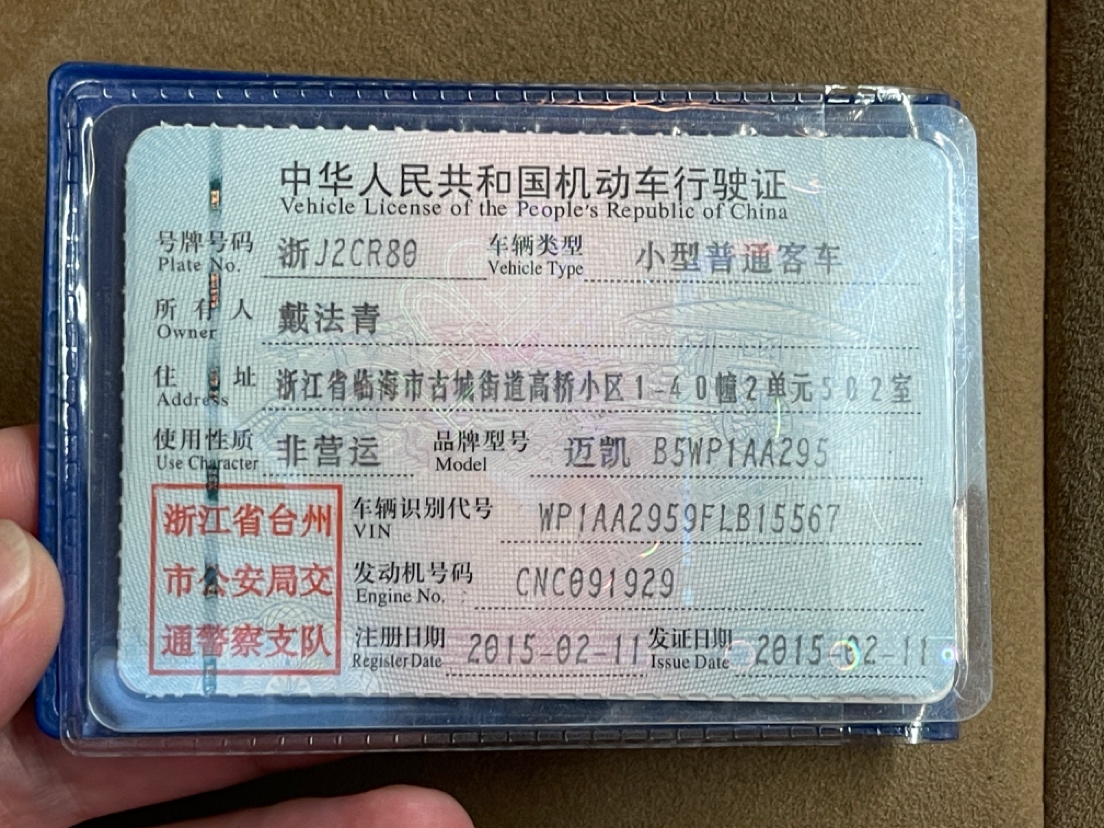 中华人民共和国机动车行驶证
Vehicle License of the People's Republic of China
号牌号码 浙J2CR80 车辆类型 小型普通客车
Plate No. Vehicle Type
所有人 戴法青
Owner
住址 浙江省临海市古城街道高桥小区1-40幢2单元502室
Address
使用性质 非营运 品牌型号 迈凯 B5WP1AA295
Use Character Model
浙江省台州 车辆识别代号 WP1AA2959FLB15567
VIN
市公安局交 发动机号码 CNC091929
Engine No.
通警察支队 注册日期 2015-02-11 发证日期 2015-02-11
Register Date Issue Date